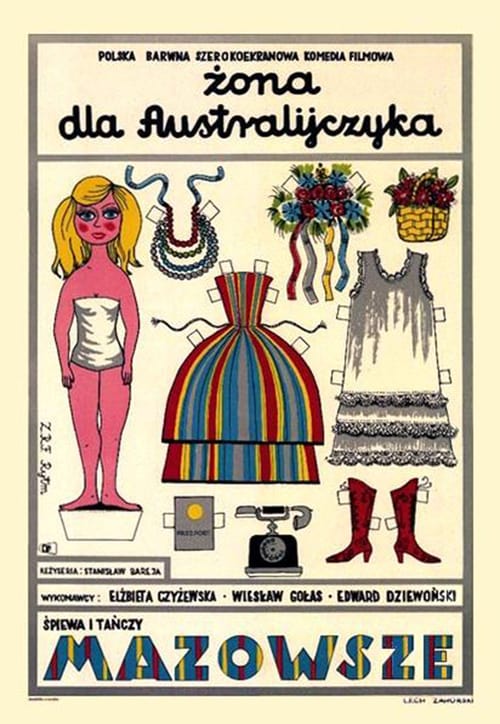 POLSKA BARWNA SZEROKOEKRANOWA KOMEDIA FILMOWA
żona
dla Australijczyka
PASZPORT
REŻYSERIA: STANISŁAW BAREJA
WYKONAWCY: ELŻBIETA CZYŻEWSKA · WIESŁAW GOŁAS · EDWARD DZIEWOŃSKI
ŚPIEWA I TAŃCZY
MAZOWSZE
LECH ZAHORSKI